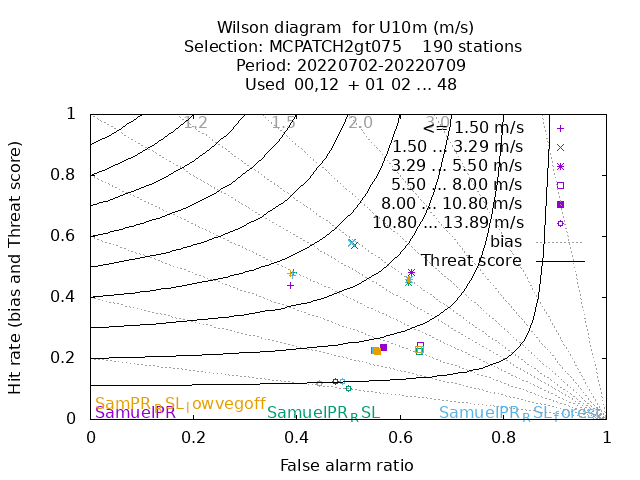 Wilson diagram  for U10m (m/s)
Selection: MCPATCH2gt075    190 stations
Period: 20220702-20220709
Used  00,12  + 01 02 ... 48
Hit rate (bias and Threat score)
1
0.8
0.6
0.4
0.2
0
1.2
1.5
2.0
3.0
<= 1.50 m/s
1.50 ... 3.29 m/s
3.29 ... 5.50 m/s
5.50 ... 8.00 m/s
8.00 ... 10.80 m/s
10.80 ... 13.89 m/s
bias
Threat score
SamPR_RSL_lowvegoff
SamuelPR
SamuelPR_RSL
SamuelPR_RSL_forest
0
0.2
0.4
0.6
0.8
1
False alarm ratio